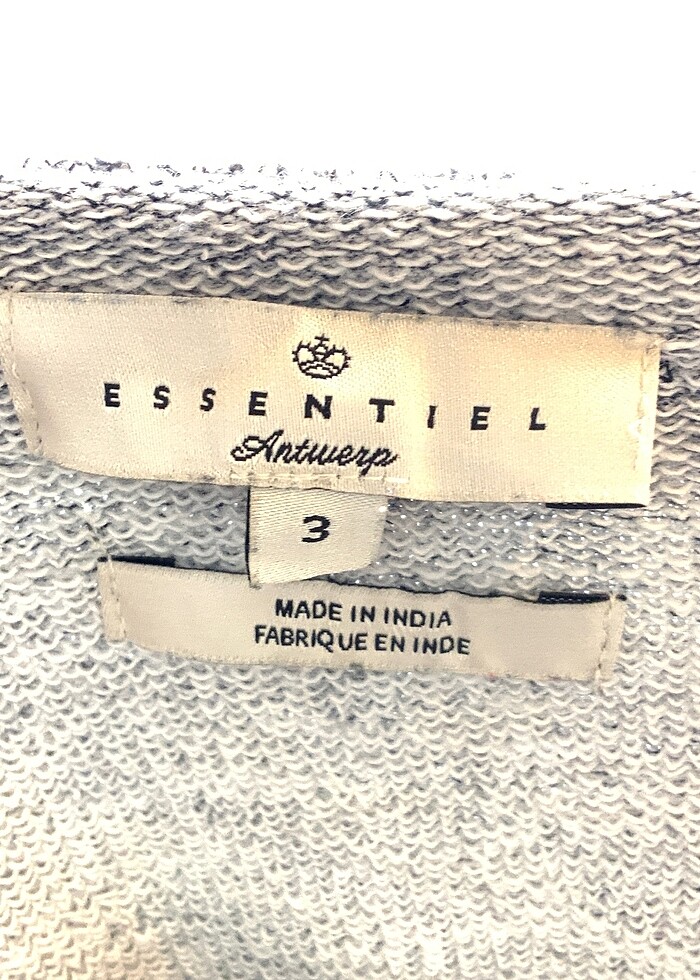 ESSENTIEL
Antwerp
3
MADE IN INDIA
FABRIQUE EN INDE